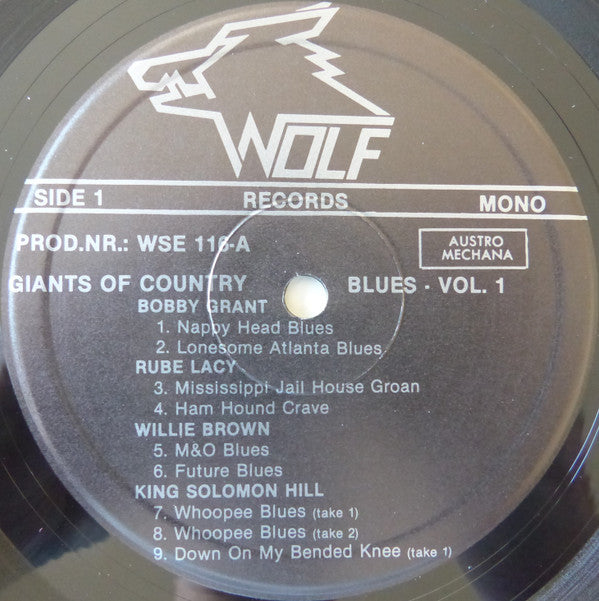 WOLF
SIDE 1 RECORDS MONO
PROD.NR.: WSE 116-A
AUSTRO
MECHANA
GIANTS OF COUNTRY BLUES - VOL. 1
BOBBY GRANT
1. Nappy Head Blues
2. Lonesome Atlanta Blues
RUBE LACY
3. Mississippi Jail House Groan
4. Ham Hound Crave
WILLIE BROWN
5. M&O Blues
6. Future Blues
KING SOLOMON HILL
7. Whoopee Blues (take 1)
8. Whoopee Blues (take 2)
9. Down On My Bended Knee (take 1)